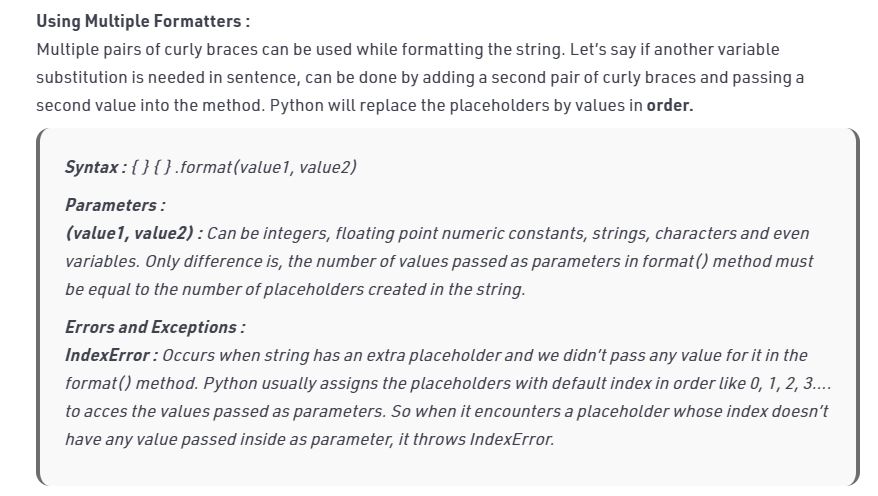 Using Multiple Formatters :
Multiple pairs of curly braces can be used while formatting the string. Let’s say if another variable
substitution is needed in sentence, can be done by adding a second pair of curly braces and passing a
second value into the method. Python will replace the placeholders by values in order.
Syntax : { } { } .format(value1, value2)
Parameters :
(value1, value2) : Can be integers, floating point numeric constants, strings, characters and even
variables. Only difference is, the number of values passed as parameters in format() method must
be equal to the number of placeholders created in the string.
Errors and Exceptions :
IndexError : Occurs when string has an extra placeholder and we didn’t pass any value for it in the
format() method. Python usually assigns the placeholders with default index in order like 0, 1, 2, 3….
to acces the values passed as parameters. So when it encounters a placeholder whose index doesn’t
have any value passed inside as parameter, it throws IndexError.